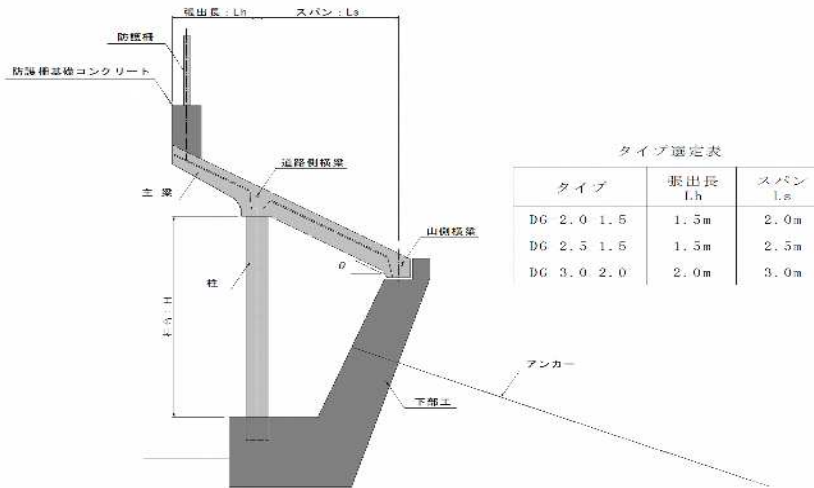 張出長：Lh スパン：Ls
防護柵
防護柵基礎コンクリート
道路側横梁
主 梁
山側横梁
θ
柱
柱高：H
アンカー
下部工
タイプ選定表
タイプ 張出長 Lh スパン Ls
DG 2.0 1.5 1.5m 2.0m
DG 2.5 1.5 1.5m 2.5m
DG 3.0 2.0 2.0m 3.0m